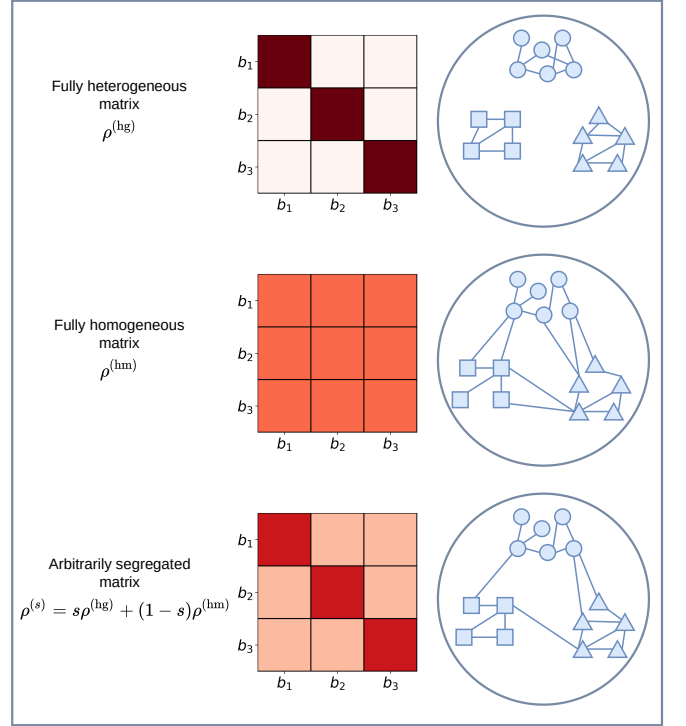 Fully heterogeneous
matrix
ρ^(hg)
b₁
b₂
b₃
b₁ b₂ b₃
Fully homogeneous
matrix
ρ^(hm)
b₁
b₂
b₃
b₁ b₂ b₃
Arbitrarily segregated
matrix
ρ^(s) = sρ^(hg) + (1 − s)ρ^(hm)
b₁
b₂
b₃
b₁ b₂ b₃